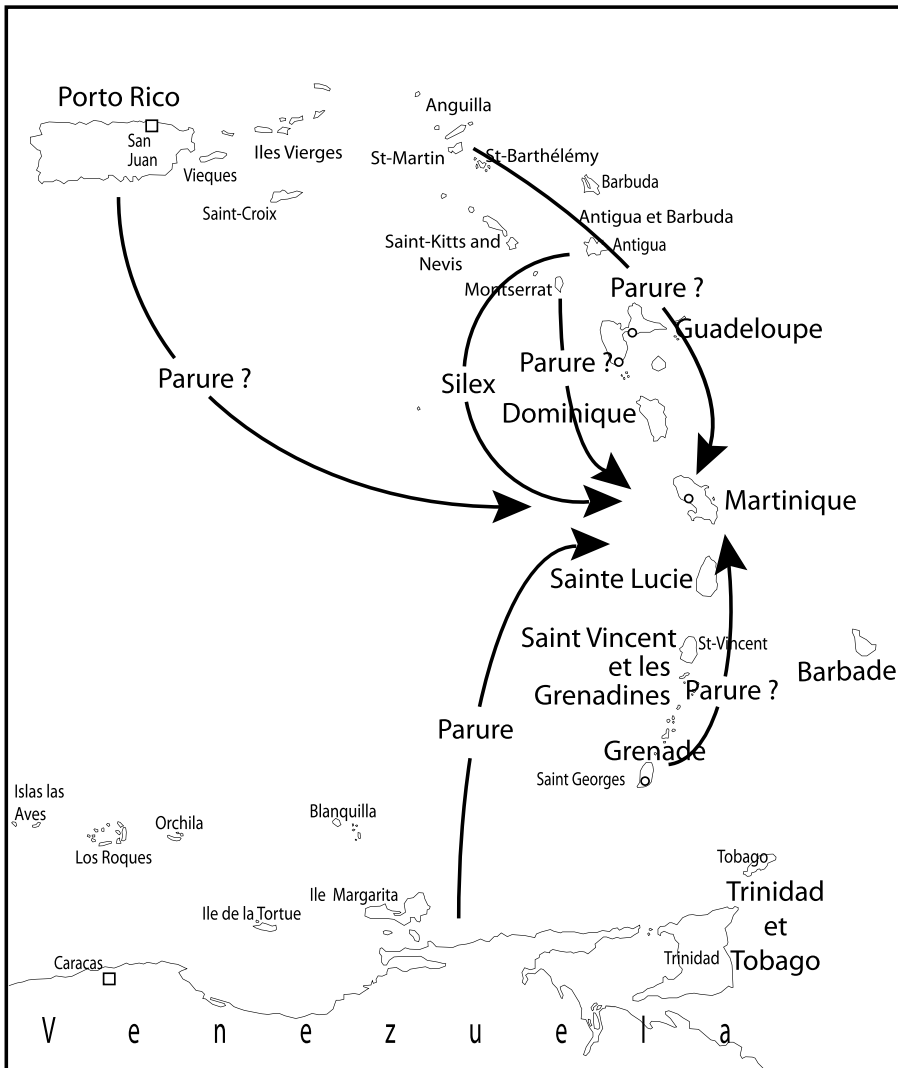 Porto Rico
San
Juan
Vieques
Iles Vierges
Saint-Croix
Anguilla
St-Martin
St-Barthélémy
Barbuda
Antigua et Barbuda
Antigua
Saint-Kitts and
Nevis
Montserrat
Parure ?
Guadeloupe
Parure ?
Parure ?
Silex
Dominique
Martinique
Sainte Lucie
Saint Vincent
et les
Grenadines
St-Vincent
Barbade
Parure ?
Parure
Grenade
Saint Georges
Islas las
Aves
Los Roques
Orchila
Blanquilla
Ile Margarita
Ile de la Tortue
Tobago
Trinidad
et
Tobago
Trinidad
Caracas
V e n e z u e l a